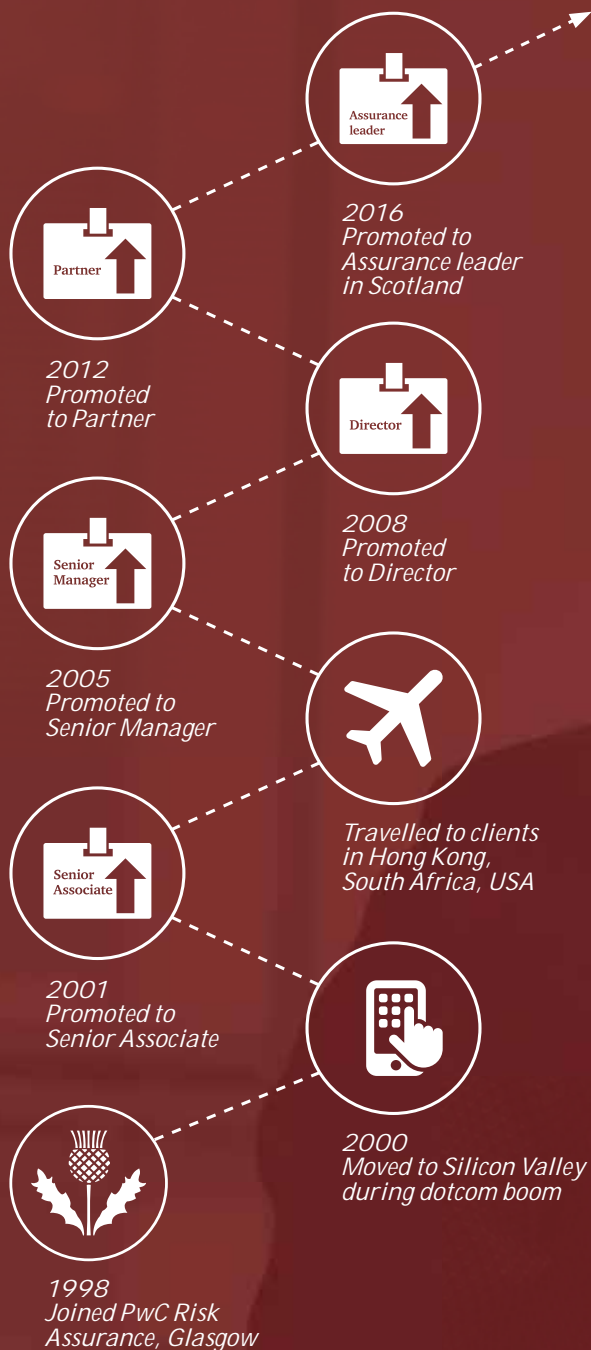 Assurance
leader
2016
Promoted to
Assurance leader
in Scotland
Partner
2012
Promoted
to Partner
Director
2008
Promoted
to Director
Senior
Manager
2005
Promoted to
Senior Manager
Travelled to clients
in Hong Kong,
South Africa, USA
Senior
Associate
2001
Promoted to
Senior Associate
2000
Moved to Silicon Valley
during dotcom boom
1998
Joined PwC Risk
Assurance, Glasgow